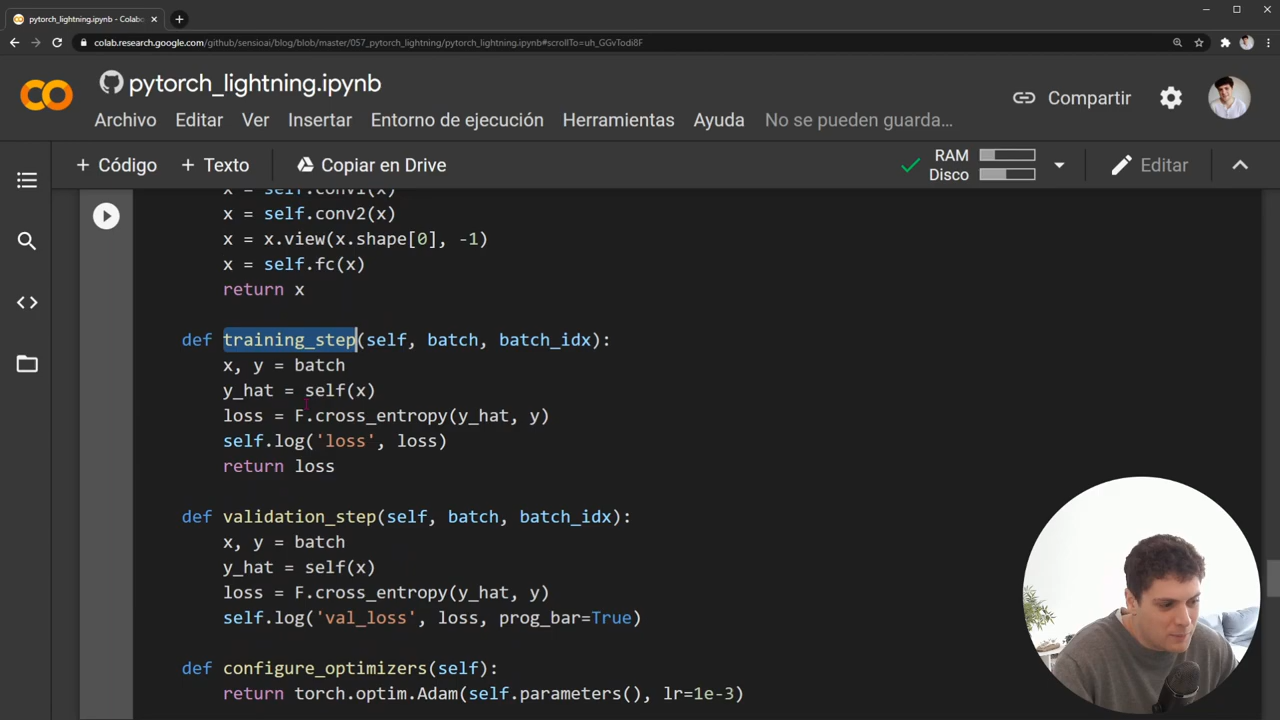 pytorch_lightning.ipynb - Colabo
colab.research.google.com/github/sensioai/blog/blob/master/057_pytorch_lightning/pytorch_lightning.ipynb#scrollTo=uh_GGvTodi8F
pytorch_lightning.ipynb
Compartir
Archivo Editar Ver Insertar Entorno de ejecución Herramientas Ayuda No se pueden guarda…
+ Código + Texto Copiar en Drive
RAM
Disco
Editar
x = self.conv1(x)
x = self.conv2(x)
x = x.view(x.shape[0], -1)
x = self.fc(x)
return x
def training_step(self, batch, batch_idx):
x, y = batch
y_hat = self(x)
loss = F.cross_entropy(y_hat, y)
self.log('loss', loss)
return loss
def validation_step(self, batch, batch_idx):
x, y = batch
y_hat = self(x)
loss = F.cross_entropy(y_hat, y)
self.log('val_loss', loss, prog_bar=True)
def configure_optimizers(self):
return torch.optim.Adam(self.parameters(), lr=1e-3)